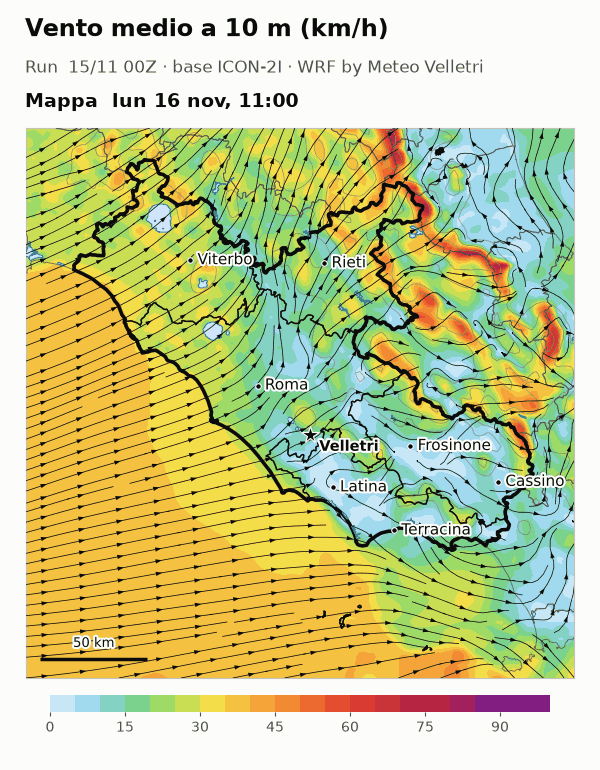 Vento medio a 10 m (km/h)
Run  15/11 00Z · base ICON-2I · WRF by Meteo Velletri
Mappa  lun 16 nov, 11:00
Viterbo
Rieti
Roma
Velletri
Frosinone
Latina
Cassino
Terracina
50 km
0 15 30 45 60 75 90